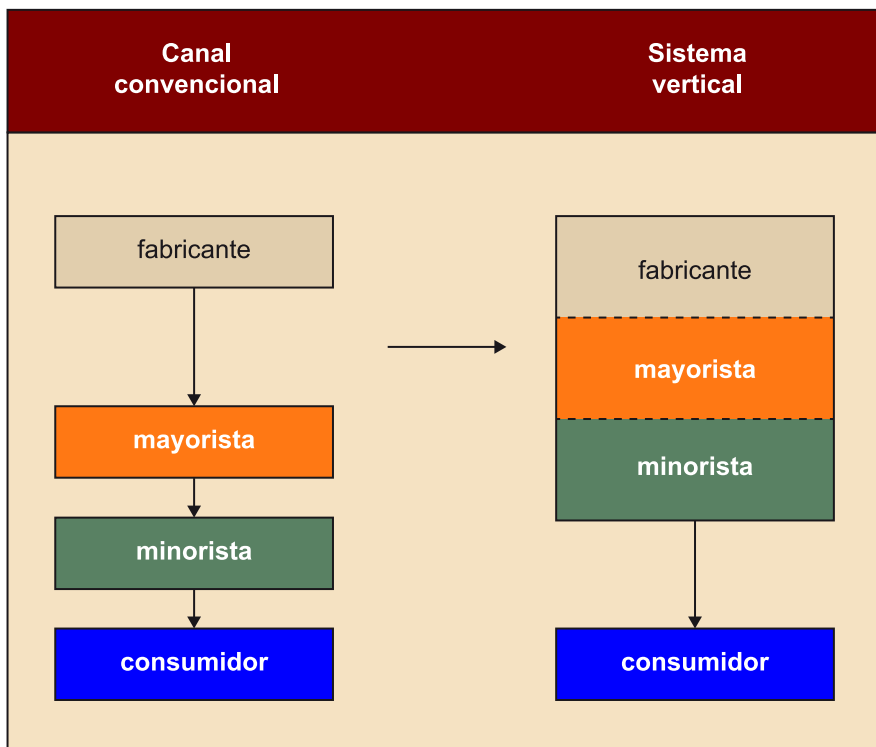 Canal
convencional
Sistema
vertical
fabricante
mayorista
minorista
consumidor
fabricante
mayorista
minorista
consumidor